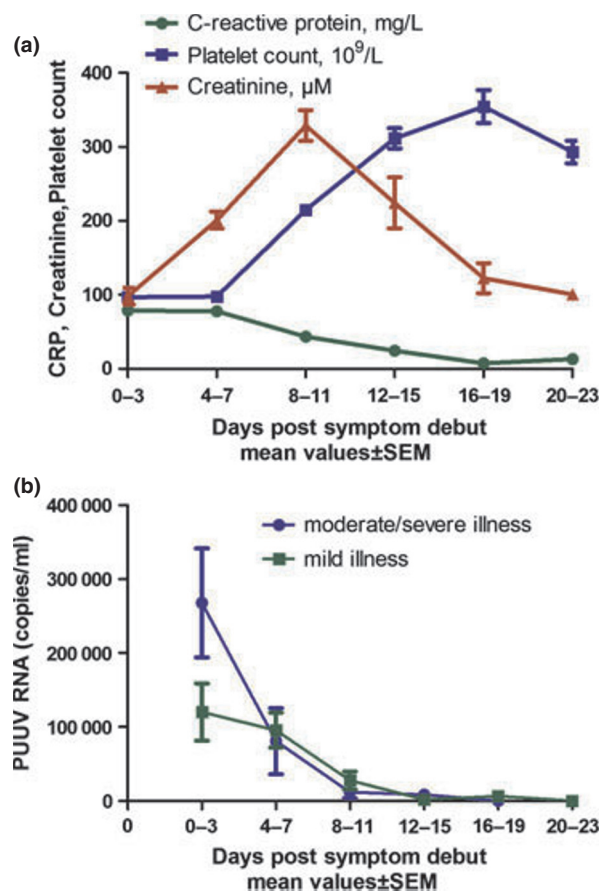 (a)
C-reactive protein, mg/L
Platelet count, 10⁹/L
Creatinine, µM
CRP, Creatinine,Platelet count
400
300
200
100
0
0–3 4–7 8–11 12–15 16–19 20–23
Days post symptom debut
mean values±SEM
(b)
moderate/severe illness
mild illness
PUUV RNA (copies/ml)
400 000
300 000
200 000
100 000
0
0 0–3 4–7 8–11 12–15 16–19 20–23
Days post symptom debut
mean values±SEM